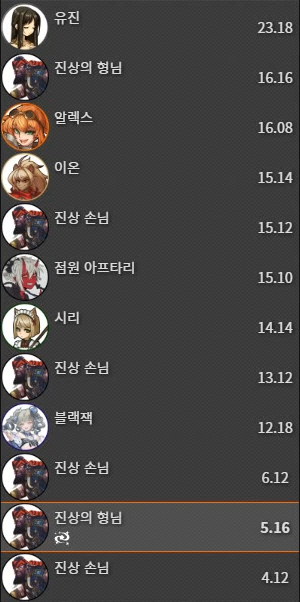 유진
23.18
진상의 형님
16.16
알렉스
16.08
이온
15.14
진상 손님
15.12
점원 아프타리
15.10
시리
14.14
진상 손님
13.12
블랙잭
12.18
진상 손님
6.12
진상의 형님
5.16
진상 손님
4.12